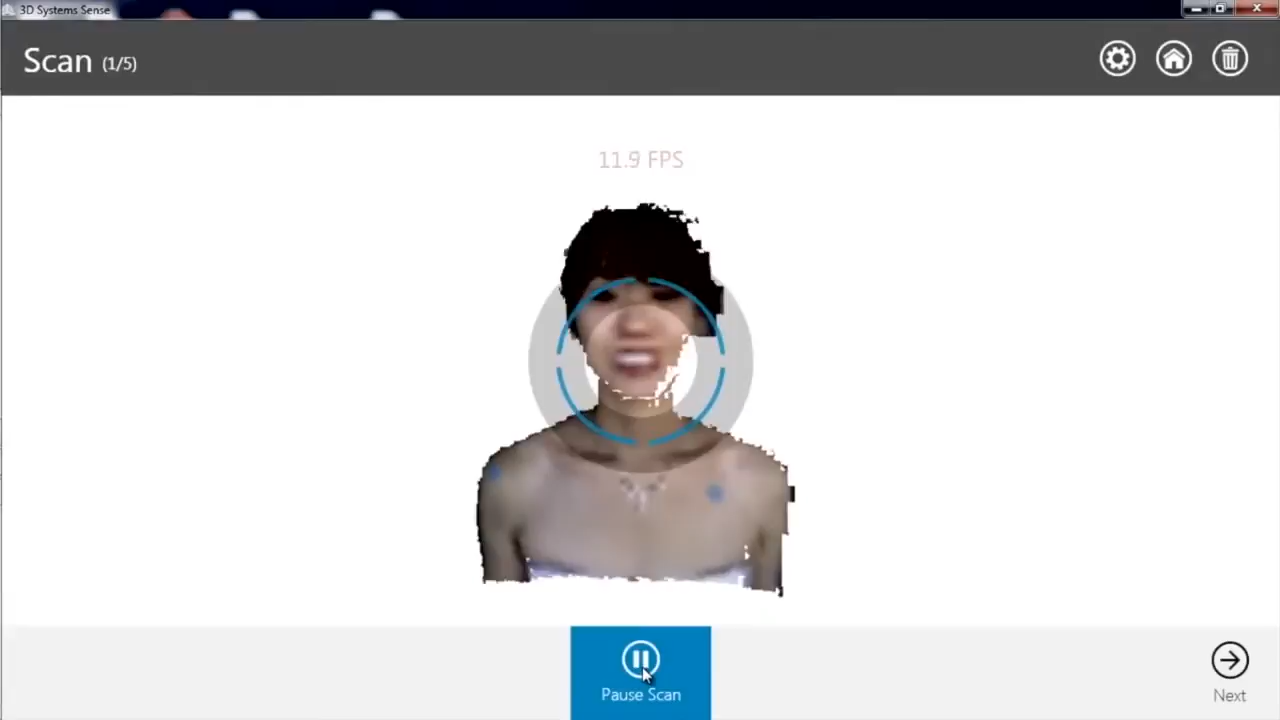 3D Systems Sense
Scan (1/5)
11.9 FPS
Pause Scan
Next